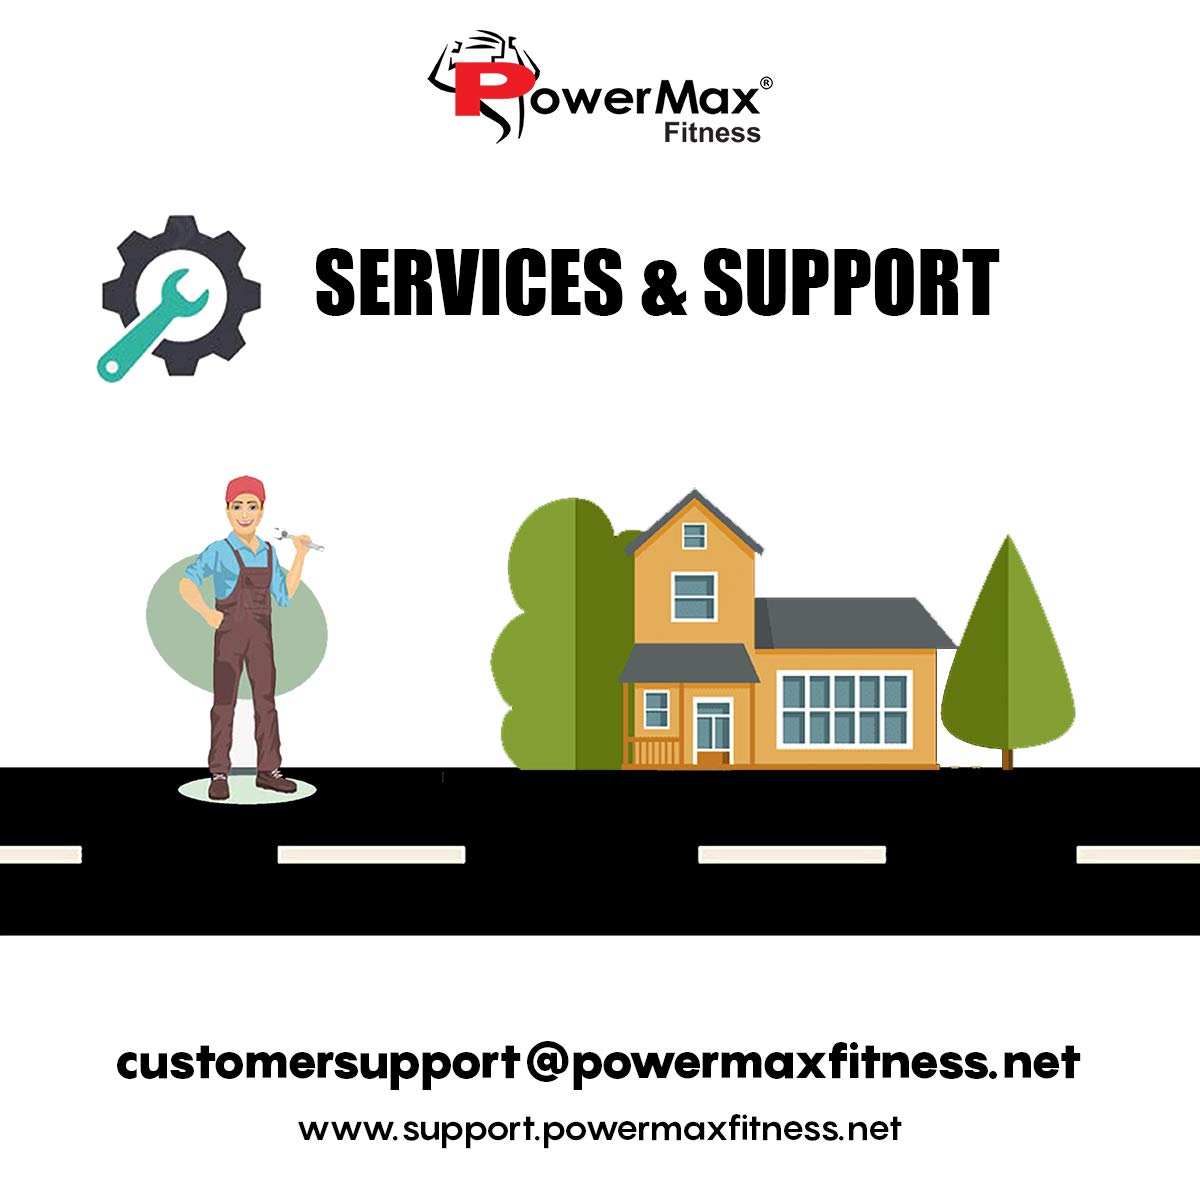 PowerMax®
Fitness
SERVICES & SUPPORT
customersupport@powermaxfitness.net
www.support.powermaxfitness.net